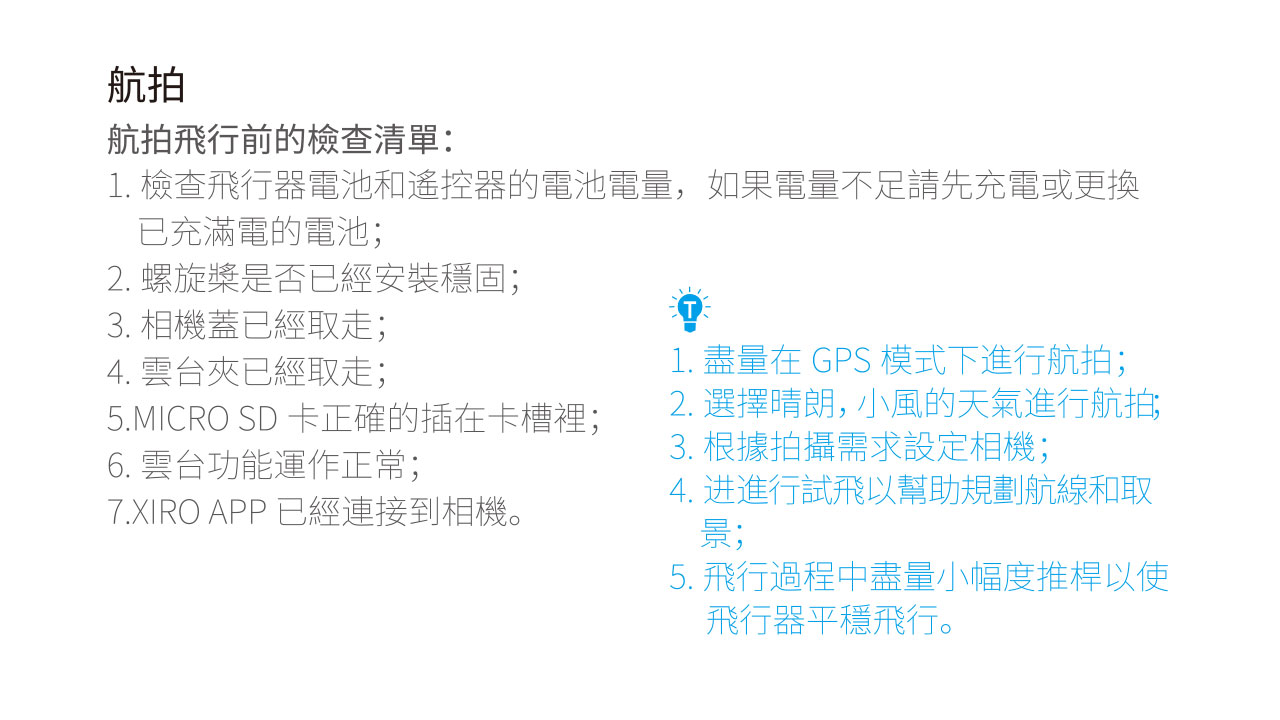 航拍
航拍飛行前的檢查清單：
1. 檢查飛行器電池和遙控器的電池電量，如果電量不足請先充電或更換
已充滿電的電池；
2. 螺旋槳是否已經安裝穩固；
3. 相機蓋已經取走；
4. 雲台夾已經取走；
5.MICRO SD 卡正確的插在卡槽裡；
6. 雲台功能運作正常；
7.XIRO APP 已經連接到相機。
T
1. 盡量在 GPS 模式下進行航拍；
2. 選擇晴朗，小風的天氣進行航拍；
3. 根據拍攝需求設定相機；
4. 进進行試飛以幫助規劃航線和取
景；
5. 飛行過程中盡量小幅度推桿以使
飛行器平穩飛行。